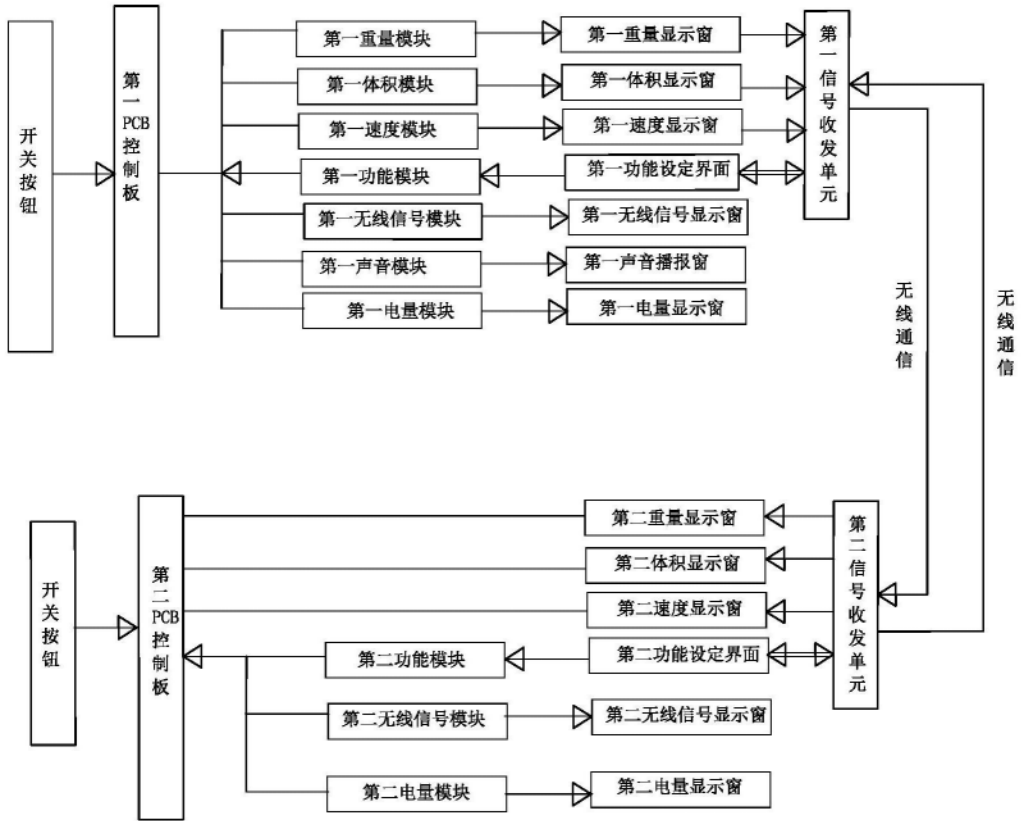 开关按钮
第一PCB控制板
第一重量模块
第一重量显示窗
第一体积模块
第一体积显示窗
第一速度模块
第一速度显示窗
第一功能模块
第一功能设定界面
第一无线信号模块
第一无线信号显示窗
第一声音模块
第一声音播报窗
第一电量模块
第一电量显示窗
第一信号收发单元
无线通信
无线通信
开关按钮
第二PCB控制板
第二重量显示窗
第二体积显示窗
第二速度显示窗
第二功能模块
第二功能设定界面
第二无线信号模块
第二无线信号显示窗
第二电量模块
第二电量显示窗
第二信号收发单元